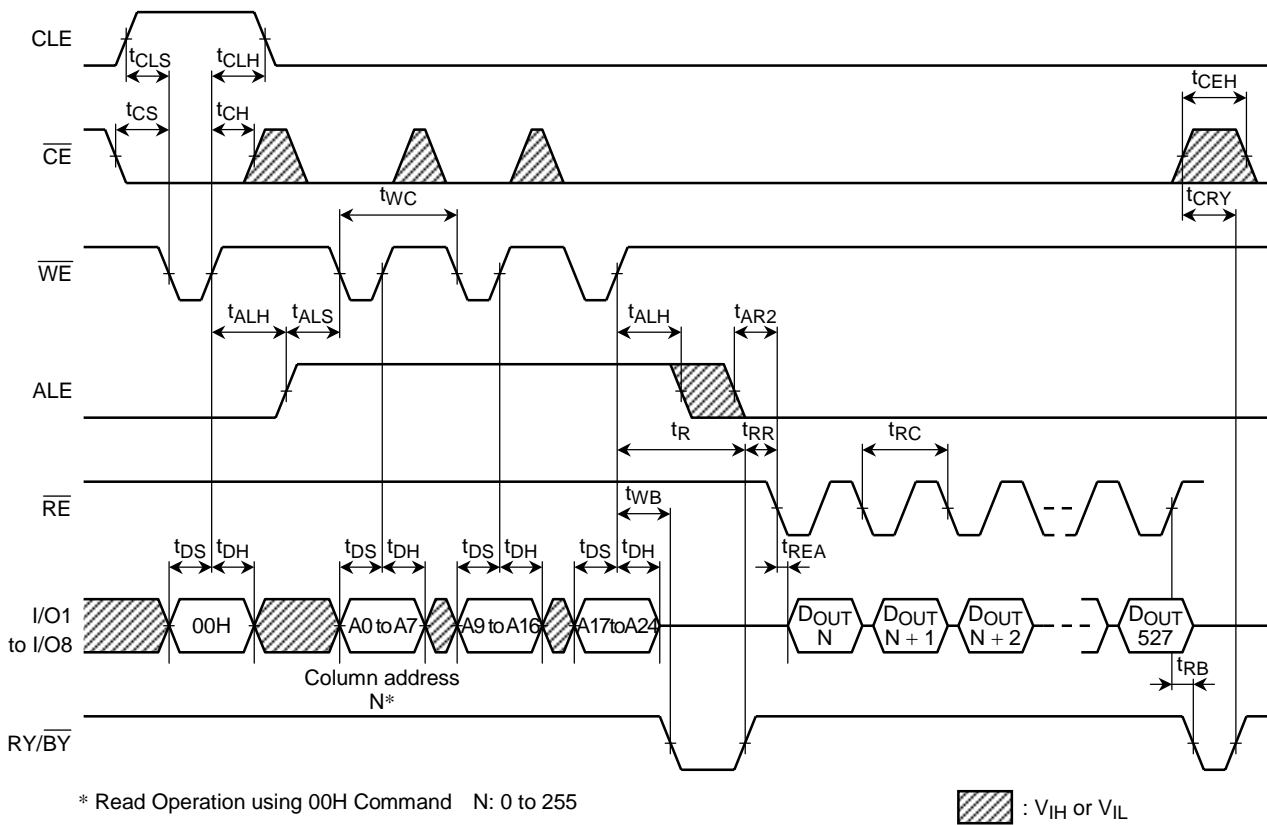 CLE
tCLS
tCLH
tCEH
tCS
tCH
CE
tWC
tCRY
WE
tALH
tALS
tALH
tAR2
ALE
tR
tRR
tRC
RE
tWB
tDS
tDH
tDS
tDH
tDS
tDH
tDS
tDH
tREA
I/O1
to I/O8
00H
A0 to A7
A9 to A16
A17 to A24
DOUT
N
DOUT
N + 1
DOUT
N + 2
DOUT
527
Column address
N*
tRB
RY/BY
* Read Operation using 00H Command N: 0 to 255
: VIH or VIL